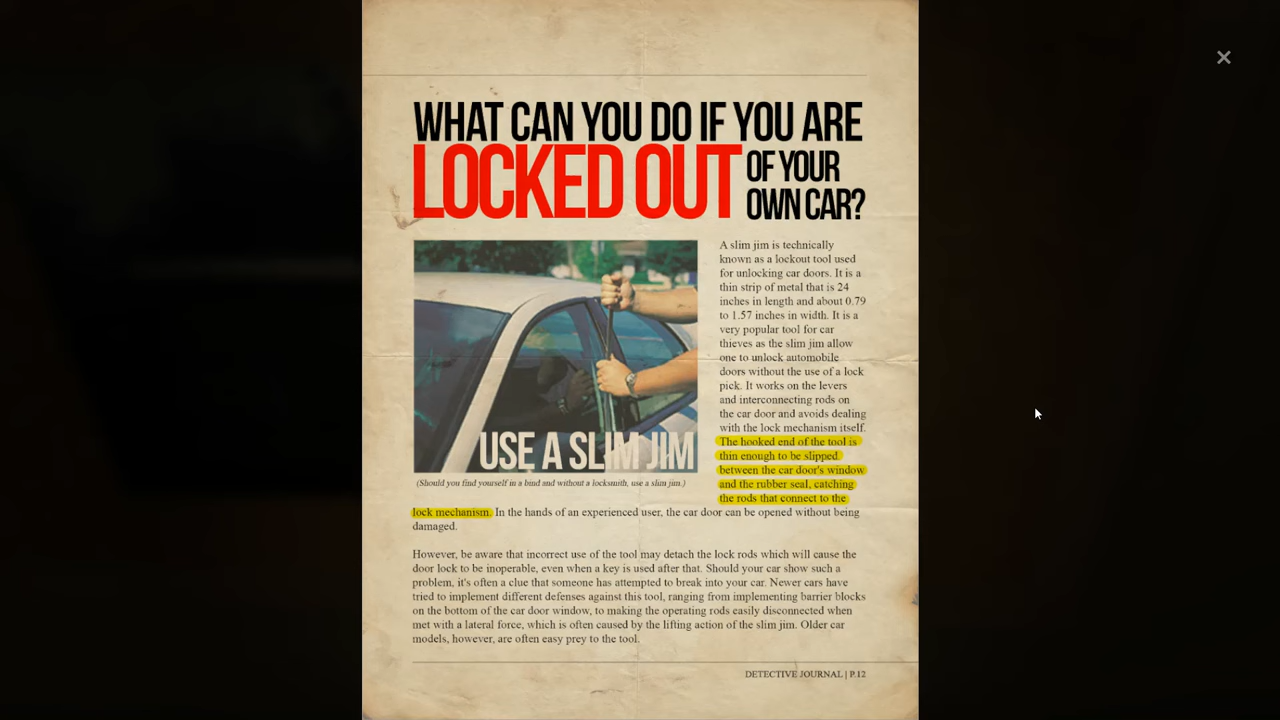 WHAT CAN YOU DO IF YOU ARE
LOCKED OUT OF YOUR
OWN CAR?
A slim jim is technically
known as a lockout tool used
for unlocking car doors. It is a
thin strip of metal that is 24
inches in length and about 0.79
to 1.57 inches in width. It is a
very popular tool for car
thieves as the slim jim allow
one to unlock automobile
doors without the use of a lock
pick. It works on the levers
and interconnecting rods on
the car door and avoids dealing
with the lock mechanism itself.
The hooked end of the tool is
thin enough to be slipped
between the car door's window
and the rubber seal, catching
the rods that connect to the
USE A SLIM JIM
(Should you find yourself in a bind and without a locksmith, use a slim jim.)
lock mechanism. In the hands of an experienced user, the car door can be opened without being
damaged.
However, be aware that incorrect use of the tool may detach the lock rods which will cause the
door lock to be inoperable, even when a key is used after that. Should your car show such a
problem, it's often a clue that someone has attempted to break into your car. Newer cars have
tried to implement different defenses against this tool, ranging from implementing barrier blocks
on the bottom of the car door window, to making the operating rods easily disconnected when
met with a lateral force, which is often caused by the lifting action of the slim jim. Older car
models, however, are often easy prey to the tool.
DETECTIVE JOURNAL | P.12